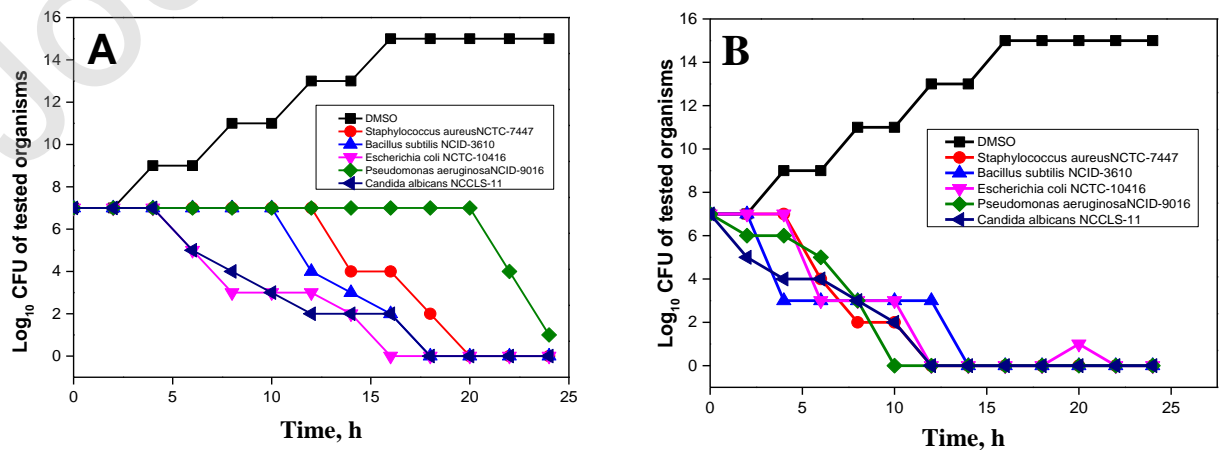 A
16
14
12
10
8
6
4
2
0
Log10 CFU of tested organisms
DMSO
Staphylococcus aureusNCTC-7447
Bacillus subtilis NCID-3610
Escherichia coli NCTC-10416
Pseudomonas aeruginosaNCID-9016
Candida albicans NCCLS-11
0 5 10 15 20 25
Time, h
B
16
14
12
10
8
6
4
2
0
Log10 CFU of tested organisms
DMSO
Staphylococcus aureusNCTC-7447
Bacillus subtilis NCID-3610
Escherichia coli NCTC-10416
Pseudomonas aeruginosaNCID-9016
Candida albicans NCCLS-11
0 5 10 15 20 25
Time, h